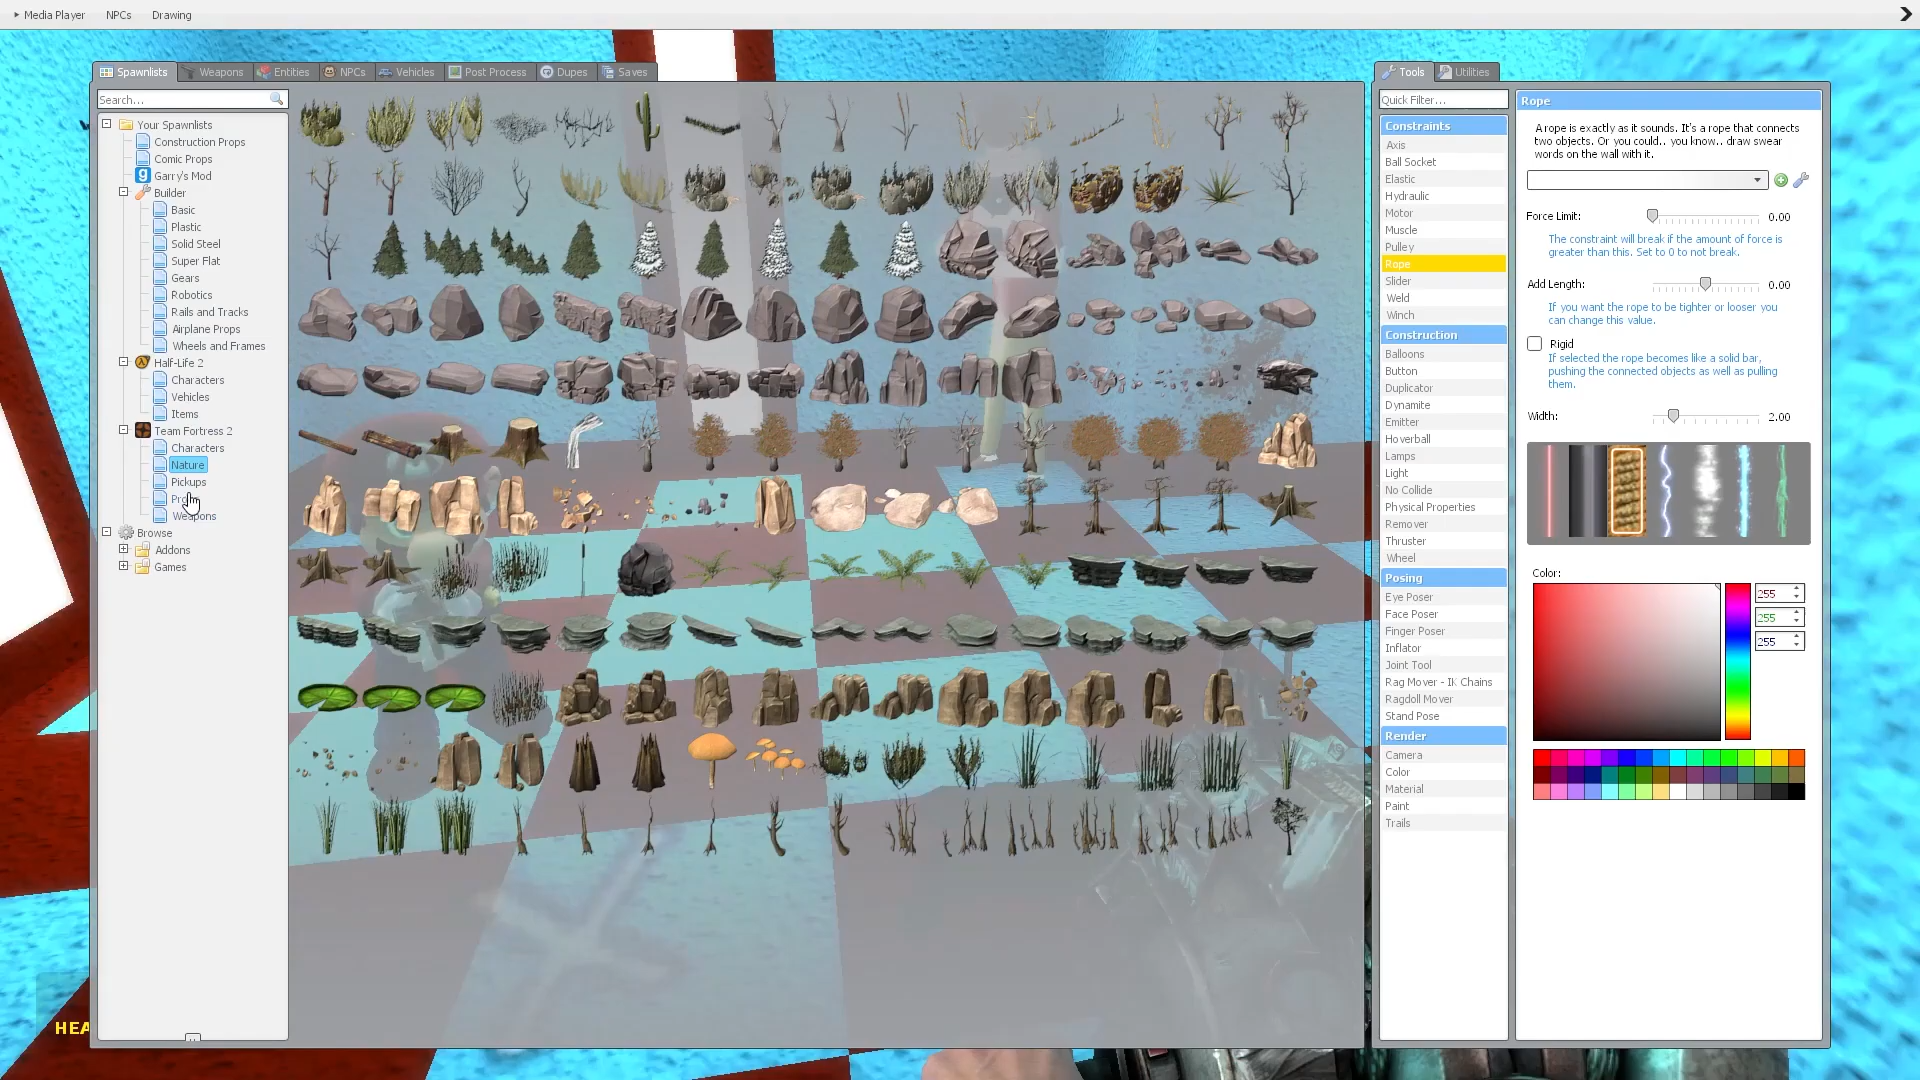 Media Player NPCs Drawing
Spawnlists Weapons Entities NPCs Vehicles Post Process Dupes Saves
Search...
Your Spawnlists
Construction Props
Comic Props
Garry's Mod
Builder
Basic
Plastic
Solid Steel
Super Flat
Gears
Robotics
Rails and Tracks
Airplane Props
Wheels and Frames
Half-Life 2
Characters
Vehicles
Items
Team Fortress 2
Characters
Nature
Pickups
Weapons
Browse
Addons
Games
HEA
Tools Utilities
Quick Filter...
Constraints
Axis
Ball Socket
Elastic
Hydraulic
Motor
Muscle
Pulley
Rope
Slider
Weld
Winch
Construction
Balloons
Button
Duplicator
Dynamite
Emitter
Hoverball
Lamps
Light
No Collide
Physical Properties
Remover
Thruster
Wheel
Posing
Eye Poser
Face Poser
Finger Poser
Inflator
Joint Tool
Rag Mover - IK Chains
Ragdoll Mover
Stand Pose
Render
Camera
Color
Material
Paint
Trails
Rope
A rope is exactly as it sounds. It's a rope that connects
two objects. Or you could.. you know.. draw swear
words on the wall with it.
Force Limit: 0.00
The constraint will break if the amount of force is
greater than this. Set to 0 to not break.
Add Length: 0.00
If you want the rope to be tighter or looser you
can change this value.
Rigid
If selected the rope becomes like a solid bar,
pushing the connected objects as well as pulling
them.
Width: 2.00
Color:
255
255
255